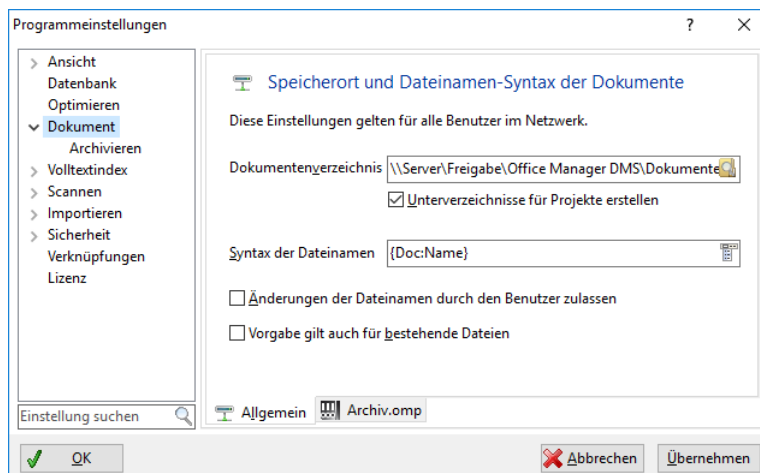 Programmeinstellungen
Ansicht
Datenbank
Optimieren
Dokument
Archivieren
Volltextindex
Scannen
Importieren
Sicherheit
Verknüpfungen
Lizenz
Einstellung suchen
Speicherort und Dateinamen-Syntax der Dokumente
Diese Einstellungen gelten für alle Benutzer im Netzwerk.
Dokumentenverzeichnis \\Server\Freigabe\Office Manager DMS\Dokumente
Unterverzeichnisse für Projekte erstellen
Syntax der Dateinamen {Doc:Name}
Änderungen der Dateinamen durch den Benutzer zulassen
Vorgabe gilt auch für bestehende Dateien
Allgemein Archiv.omp
OK Abbrechen Übernehmen